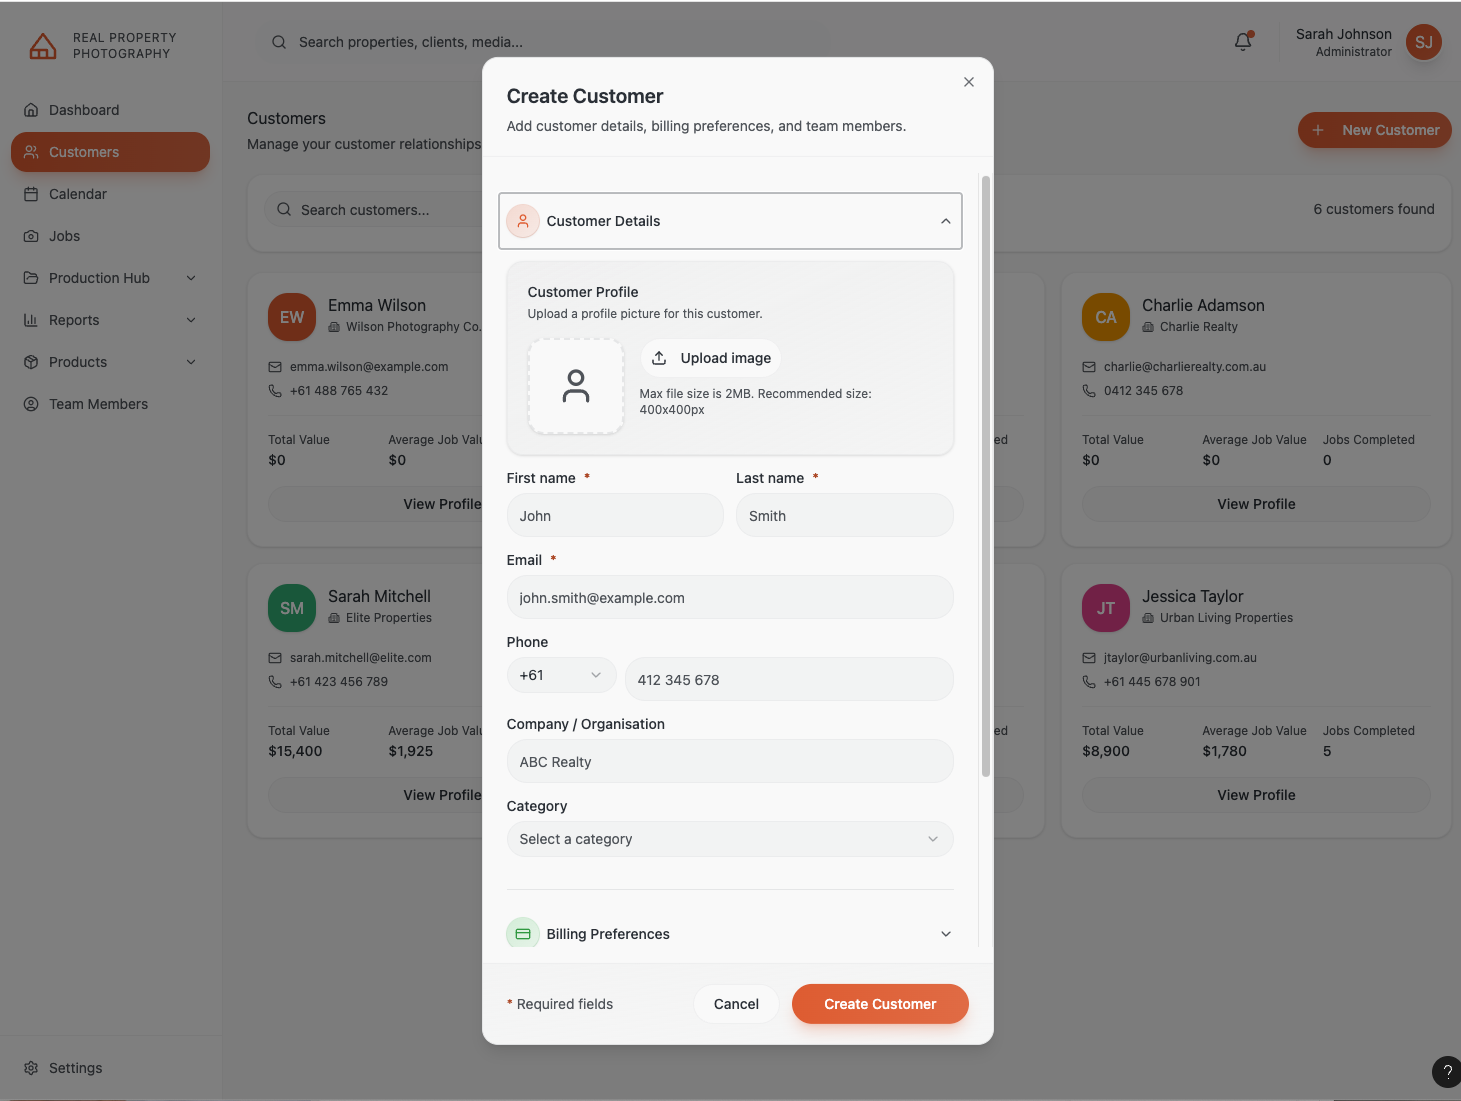 REAL PROPERTY
PHOTOGRAPHY
Search properties, clients, media...
Sarah Johnson
Administrator
SJ
Dashboard
Customers
Calendar
Jobs
Production Hub
Reports
Products
Team Members
Settings
Customers
Manage your customer relationships
New Customer
Search customers...
6 customers found
EW
Emma Wilson
Wilson Photography Co.
emma.wilson@example.com
+61 488 765 432
Total Value
Average Job Valu
$0
$0
View Profile
ed
CA
Charlie Adamson
Charlie Realty
charlie@charlierealty.com.au
0412 345 678
Total Value
Average Job Value
Jobs Completed
$0
$0
0
View Profile
SM
Sarah Mitchell
Elite Properties
sarah.mitchell@elite.com
+61 423 456 789
Total Value
Average Job Valu
$15,400
$1,925
View Profile
ed
JT
Jessica Taylor
Urban Living Properties
jtaylor@urbanliving.com.au
+61 445 678 901
Total Value
Average Job Value
Jobs Completed
$8,900
$1,780
5
View Profile
Create Customer
Add customer details, billing preferences, and team members.
Customer Details
Customer Profile
Upload a profile picture for this customer.
Upload image
Max file size is 2MB. Recommended size:
400x400px
First name *
Last name *
John
Smith
Email *
john.smith@example.com
Phone
+61
412 345 678
Company / Organisation
ABC Realty
Category
Select a category
Billing Preferences
* Required fields
Cancel
Create Customer
?